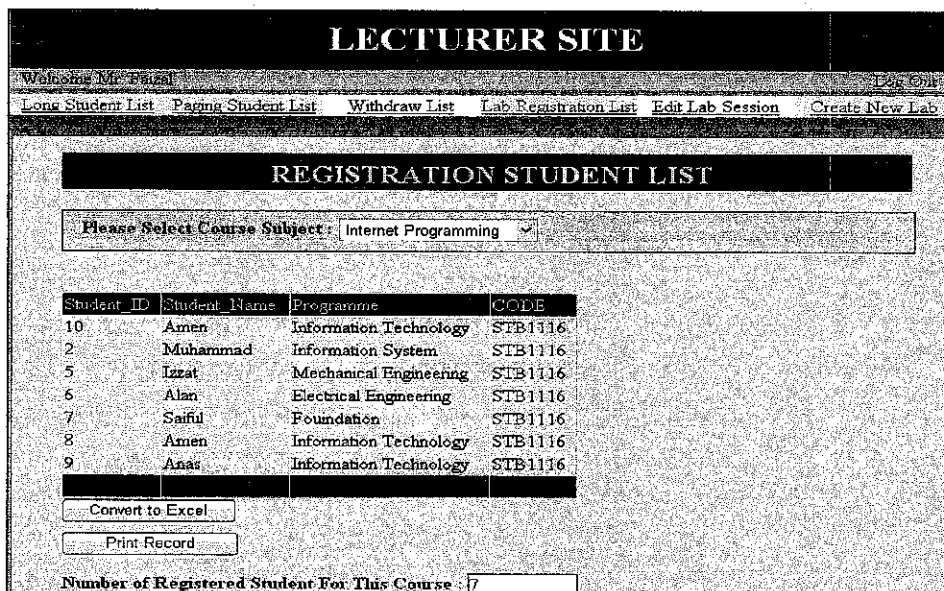 LECTURER SITE
Welcome Mr. Faizal Log Out
Long Student List Paging Student List Withdraw List Lab Registration List Edit Lab Session Create New Lab
REGISTRATION STUDENT LIST
Please Select Course Subject : Internet Programming
Student_ID Student_Name Programme CODE
10 Amen Information Technology STB1116
2 Muhammad Information System STB1116
5 Izzat Mechanical Engineering STB1116
6 Alan Electrical Engineering STB1116
7 Saiful Foundation STB1116
8 Amen Information Technology STB1116
9 Anas Information Technology STB1116
Convert to Excel
Print Record
Number of Registered Student For This Course : 7